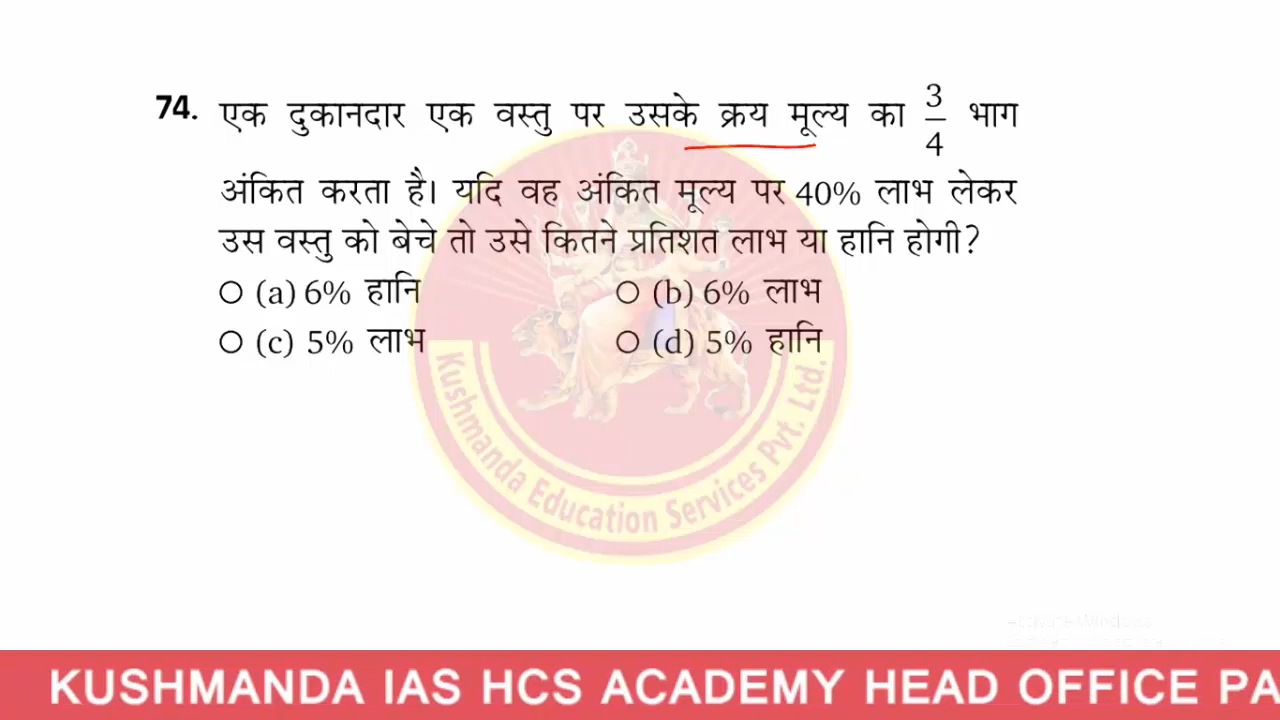 74. एक दुकानदार एक वस्तु पर उसके क्रय मूल्य का 3/4 भाग
अंकित करता है। यदि वह अंकित मूल्य पर 40% लाभ लेकर
उस वस्तु को बेचे तो उसे कितने प्रतिशत लाभ या हानि होगी?
(a) 6% हानि (b) 6% लाभ
(c) 5% लाभ (d) 5% हानि
Kushmanda Education Services Pvt. Ltd.
Activate Windows
KUSHMANDA IAS HCS ACADEMY HEAD OFFICE PA